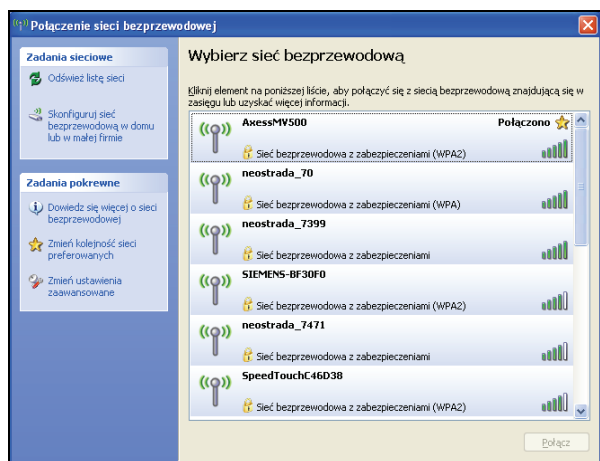 Połączenie sieci bezprzewodowej
Zadania sieciowe
Odśwież listę sieci
Skonfiguruj sieć
bezprzewodową w domu
lub w małej firmie
Zadania pokrewne
Dowiedz się więcej o sieci
bezprzewodowej
Zmień kolejność sieci
preferowanych
Zmień ustawienia
zaawansowane
Wybierz sieć bezprzewodową
Kliknij element na poniższej liście, aby połączyć się z siecią bezprzewodową znajdującą się w
zasięgu lub uzyskać więcej informacji.
AxessMV500 Połączono
Sieć bezprzewodowa z zabezpieczeniami (WPA2)
neostrada_70
Sieć bezprzewodowa z zabezpieczeniami (WPA)
neostrada_7399
Sieć bezprzewodowa z zabezpieczeniami
SIEMENS-BF30F0
Sieć bezprzewodowa z zabezpieczeniami (WPA2)
neostrada_7471
Sieć bezprzewodowa z zabezpieczeniami
SpeedTouchC46D38
Sieć bezprzewodowa z zabezpieczeniami (WPA2)
Połącz